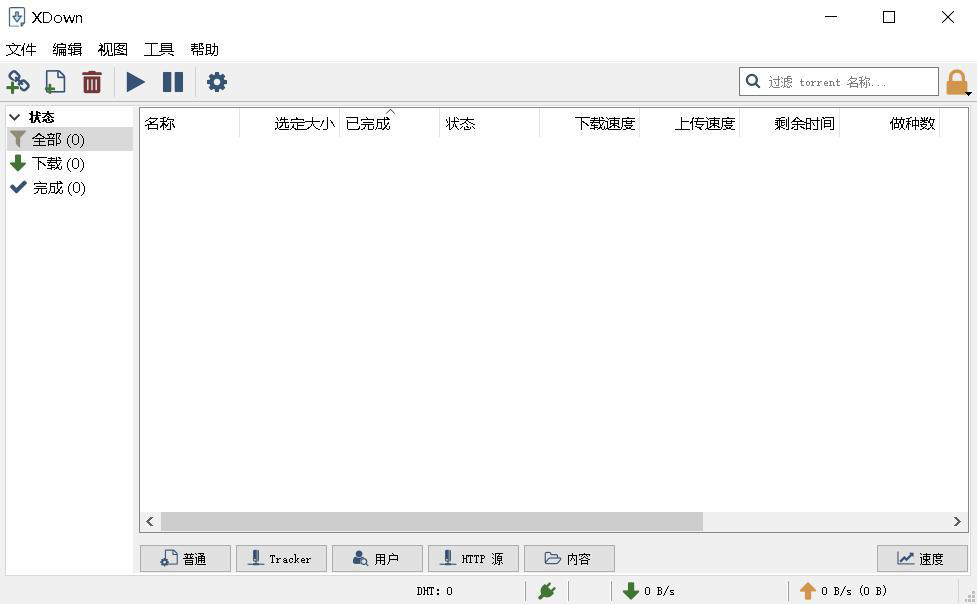 XDown
文件 编辑 视图 工具 帮助
过滤 torrent 名称...
状态
全部 (0)
下载 (0)
完成 (0)
名称 选定大小 已完成 状态 下载速度 上传速度 剩余时间 做种数
普通 Tracker 用户 HTTP 源 内容 速度
DHT: 0 0 B/s 0 B/s (0 B)